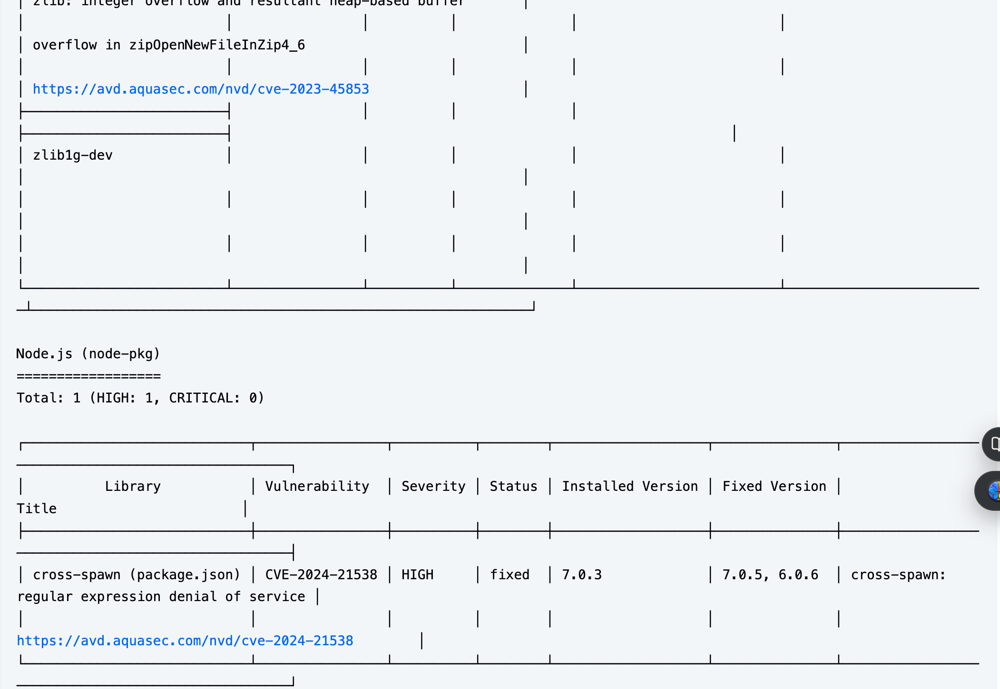 zlib: integer overflow and resultant heap-based buffer
overflow in zipOpenNewFileInZip4_6
https://avd.aquasec.com/nvd/cve-2023-45853
zlib1g-dev
Node.js (node-pkg)
==================
Total: 1 (HIGH: 1, CRITICAL: 0)
│ Library │ Vulnerability │ Severity │ Status │ Installed Version │ Fixed Version │
Title │
│ cross-spawn (package.json) │ CVE-2024-21538 │ HIGH │ fixed │ 7.0.3 │ 7.0.5, 6.0.6 │ cross-spawn:
regular expression denial of service │
https://avd.aquasec.com/nvd/cve-2024-21538 │